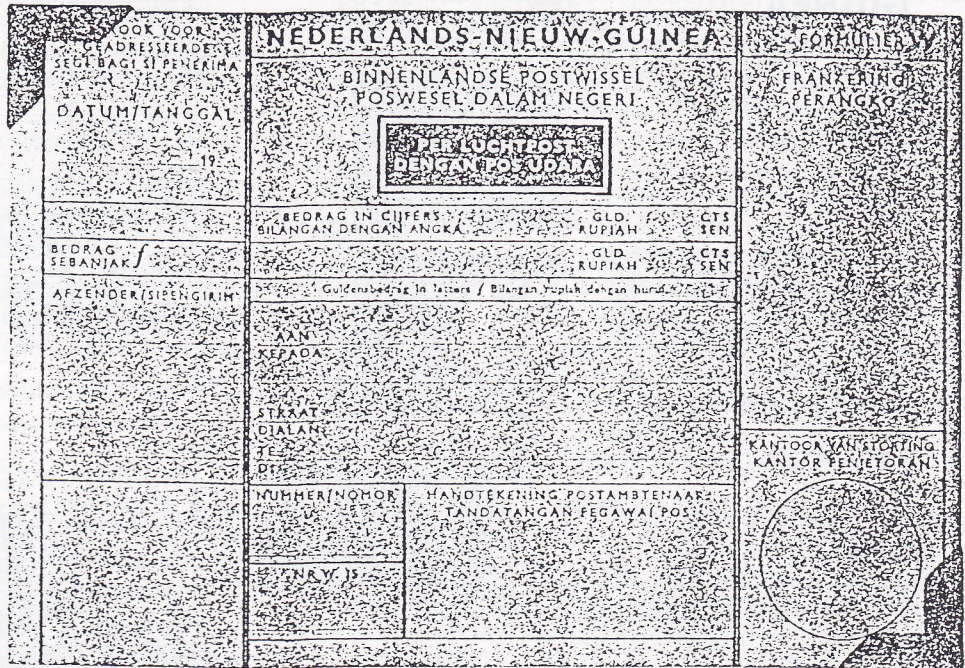 STROOK VOOR
GEADRESSEERDE
SEGI BAGI SI PENERIMA
DATUM/TANGGAL
19
BEDRAG
SEBANJAK f
AFZENDER/SIPENGIRIM
NEDERLANDS-NIEUW-GUINEA
BINNENLANDSE POSTWISSEL
POSWESEL DALAM NEGERI
PER LUCHTPOST
DENGAN POS UDARA
BEDRAG IN CIJFERS GLD. CTS
BILANGAN DENGAN ANGKA RUPIAH SEN
GLD. CTS
RUPIAH SEN
Guldensbedrag in letters / Bilangan rupiah dengan huruf
AAN
KEPADA
STRAAT
DJALAN
TE
DI
NUMMER/NOMOR
NR W 15
HANDTEKENING POSTAMBTENAAR
TANDATANGAN PEGAWAI POS
FORMULIER W
FRANKERING
PERANGKO
KANTOOR VAN STORTING
KANTOR PENJETORAN